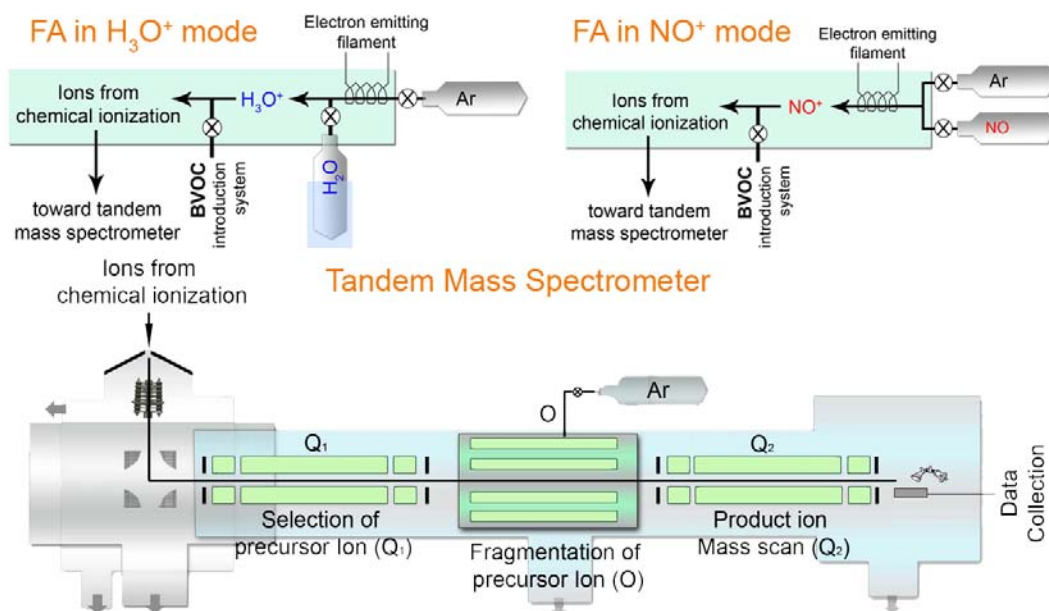 FA in H₃O⁺ mode
Electron emitting
filament
Ions from
chemical ionization
H₃O⁺
Ar
H₂O
BVOC
introduction
system
toward tandem
mass spectrometer
FA in NO⁺ mode
Electron emitting
filament
Ions from
chemical ionization
NO⁺
Ar
NO
BVOC
introduction
system
toward tandem
mass spectrometer
Tandem Mass Spectrometer
Ions from
chemical ionization
Ar
O
Q₁
Q₂
Selection of
precursor Ion (Q₁)
Fragmentation of
precursor Ion (O)
Product ion
Mass scan (Q₂)
Data
Collection